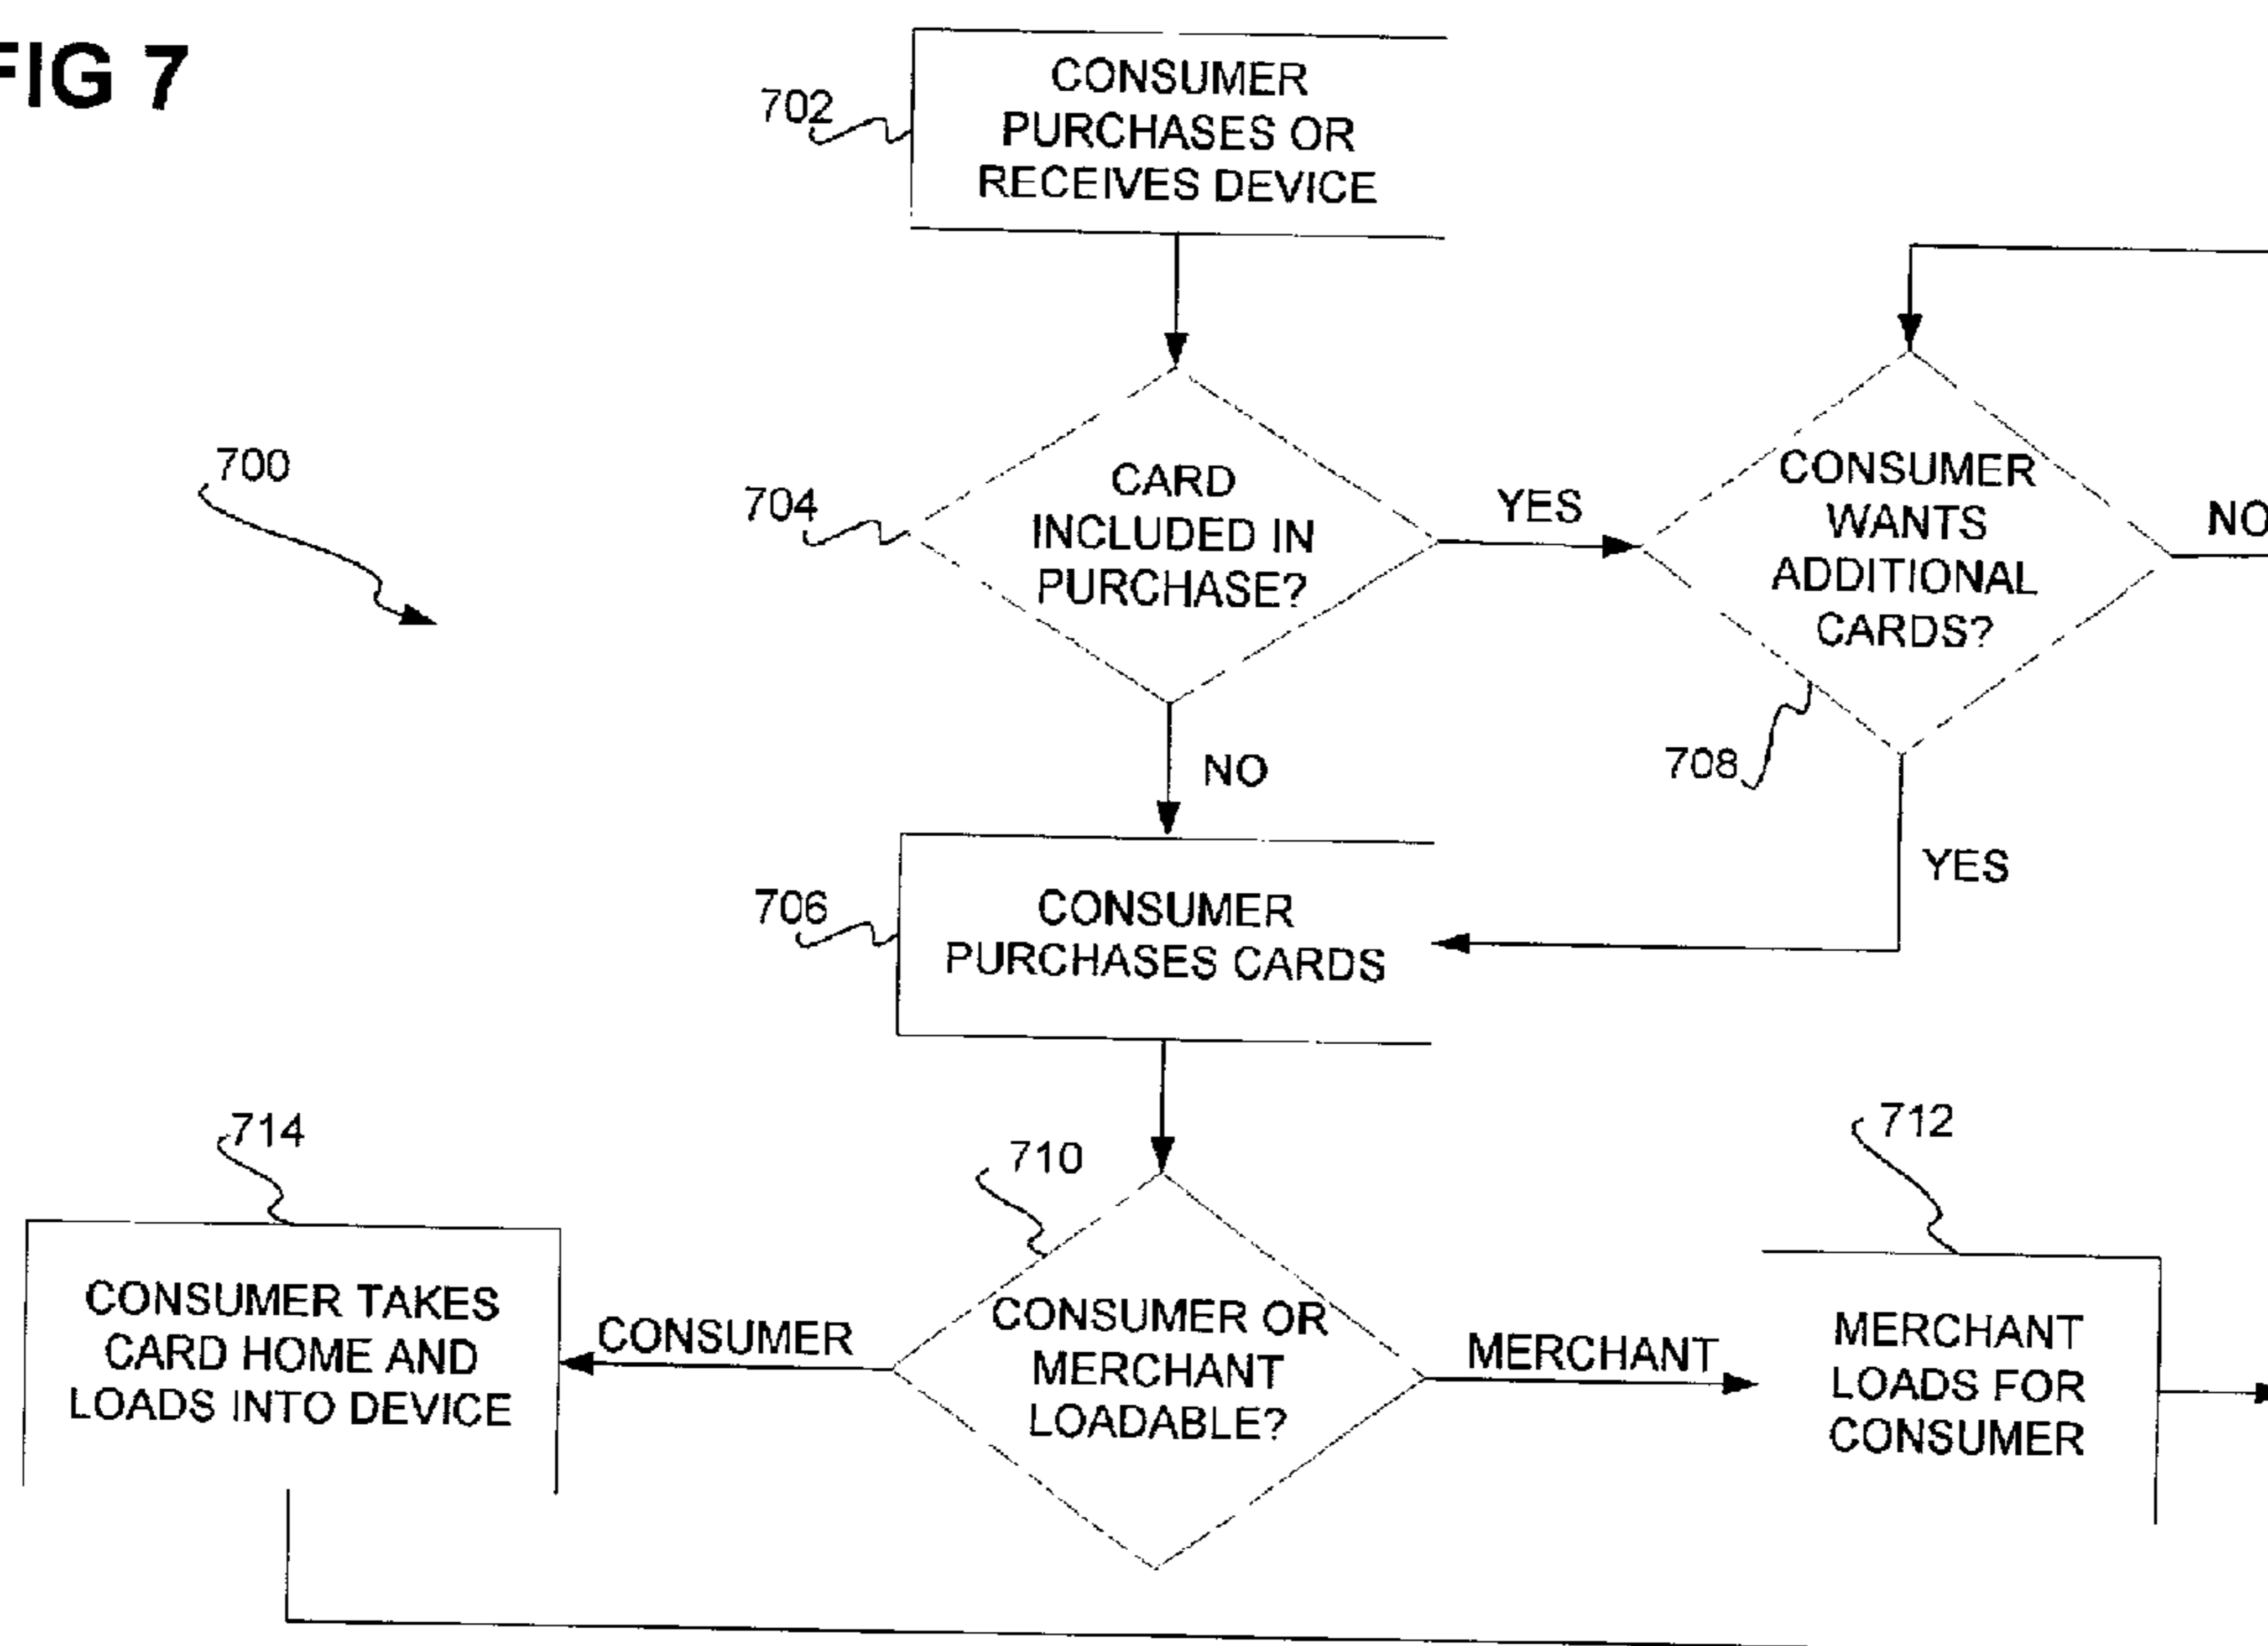 FIG 7
702
CONSUMER
PURCHASES OR
RECEIVES DEVICE
700
704
CARD
INCLUDED IN
PURCHASE?
YES
CONSUMER
WANTS
ADDITIONAL
CARDS?
NO
708
NO
YES
706
CONSUMER
PURCHASES CARDS
714
710
712
CONSUMER TAKES
CARD HOME AND
LOADS INTO DEVICE
CONSUMER
CONSUMER OR
MERCHANT
LOADABLE?
MERCHANT
MERCHANT
LOADS FOR
CONSUMER